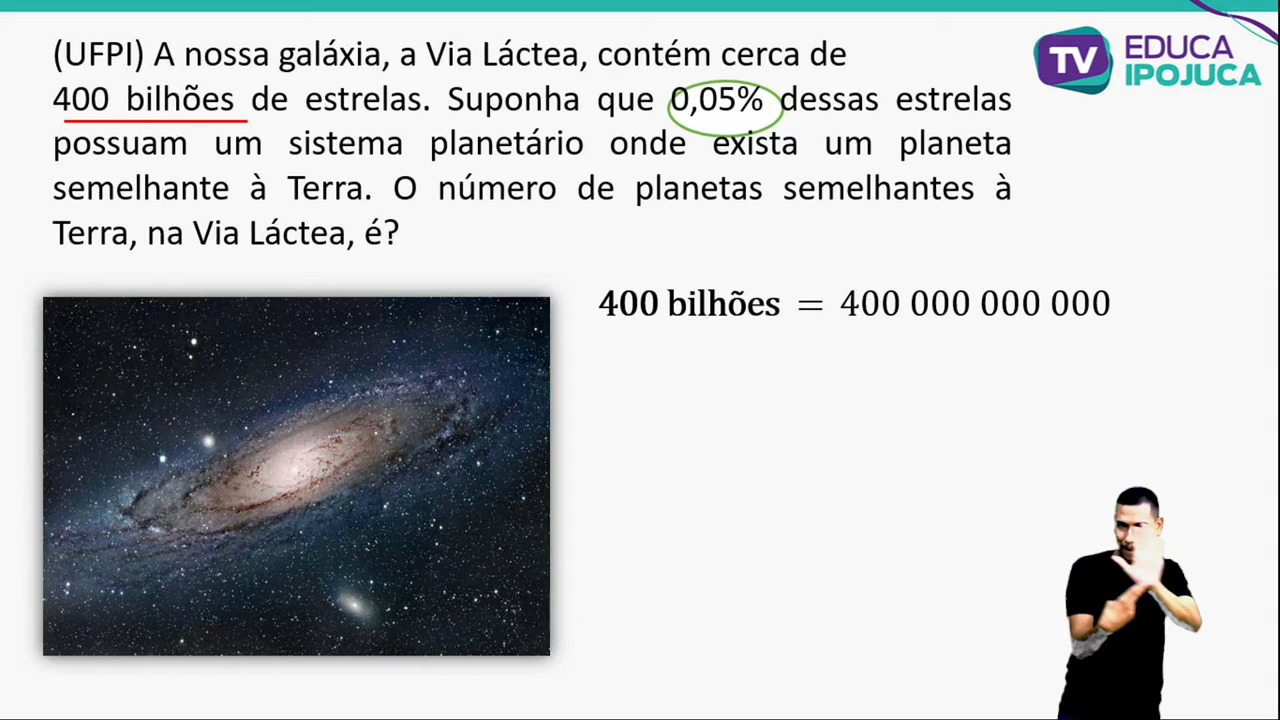 (UFPI) A nossa galáxia, a Via Láctea, contém cerca de
400 bilhões de estrelas. Suponha que 0,05% dessas estrelas
possuam um sistema planetário onde exista um planeta
semelhante à Terra. O número de planetas semelhantes à
Terra, na Via Láctea, é?
TV EDUCA
IPOJUCA
400 bilhões = 400 000 000 000